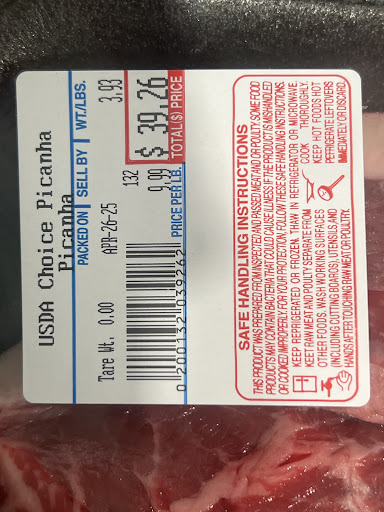 USDA Choice Picanha
Picanha
PACKED ON | SELL BY | WT./LBS.
APR-26-25 3.93
Tare Wt. 0.00 132 $ 39.26
9.99
PRICE PER LB. TOTAL($) PRICE
0 200132 039262
SAFE HANDLING INSTRUCTIONS
THIS PRODUCT WAS PREPARED FROM INSPECTED AND PASSED MEAT AND/OR POULTRY. SOME FOOD
PRODUCTS MAY CONTAIN BACTERIA THAT COULD CAUSE ILLNESS IF THE PRODUCT IS MISHANDLED
OR COOKED IMPROPERLY. FOR YOUR PROTECTION, FOLLOW THESE SAFE HANDLING INSTRUCTIONS.
KEEP REFRIGERATED OR FROZEN. THAW IN REFRIGERATOR OR MICROWAVE.
KEEP RAW MEAT AND POULTRY SEPARATE FROM
OTHER FOODS. WASH WORKING SURFACES
INCLUDING CUTTING BOARDS, UTENSILS AND
HANDS AFTER TOUCHING RAW MEAT OR POULTRY.
COOK THOROUGHLY.
KEEP HOT FOODS HOT
REFRIGERATE LEFTOVERS
IMMEDIATELY OR DISCARD.